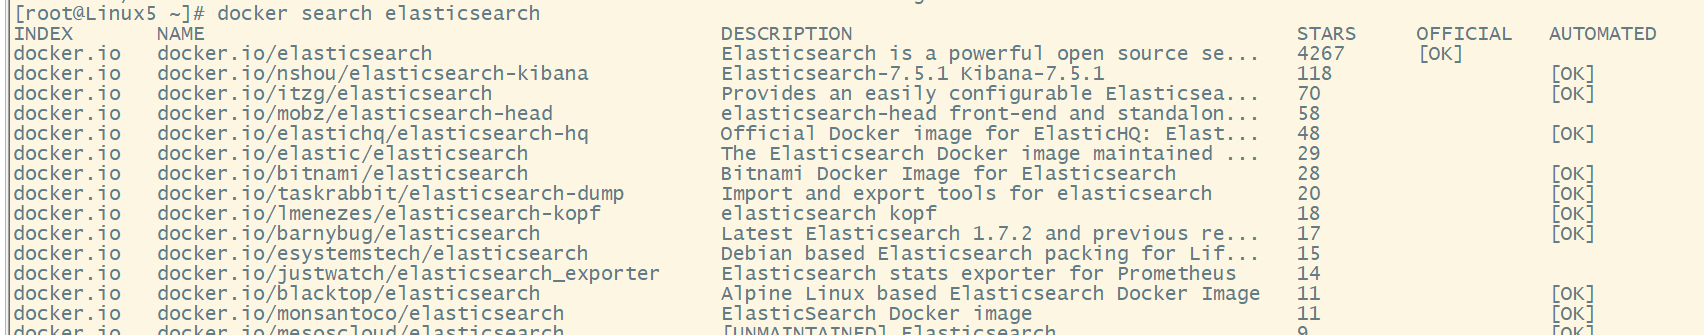 [root@Linux5 ~]# docker search elasticsearch
INDEX NAME DESCRIPTION STARS OFFICIAL AUTOMATED
docker.io docker.io/elasticsearch Elasticsearch is a powerful open source se... 4267 [OK]
docker.io docker.io/nshou/elasticsearch-kibana Elasticsearch-7.5.1 Kibana-7.5.1 118 [OK]
docker.io docker.io/itzg/elasticsearch Provides an easily configurable Elasticsea... 70 [OK]
docker.io docker.io/mobz/elasticsearch-head elasticsearch-head front-end and standalon... 58
docker.io docker.io/elastichq/elasticsearch-hq Official Docker image for ElasticHQ: Elast... 48 [OK]
docker.io docker.io/elastic/elasticsearch The Elasticsearch Docker image maintained ... 29
docker.io docker.io/bitnami/elasticsearch Bitnami Docker Image for Elasticsearch 28 [OK]
docker.io docker.io/taskrabbit/elasticsearch-dump Import and export tools for elasticsearch 20 [OK]
docker.io docker.io/lmenezes/elasticsearch-kopf elasticsearch kopf 18 [OK]
docker.io docker.io/barnybug/elasticsearch Latest Elasticsearch 1.7.2 and previous re... 17 [OK]
docker.io docker.io/esystemstech/elasticsearch Debian based Elasticsearch packing for Lif... 15
docker.io docker.io/justwatch/elasticsearch_exporter Elasticsearch stats exporter for Prometheus 14
docker.io docker.io/blacktop/elasticsearch Alpine Linux based Elasticsearch Docker Image 11 [OK]
docker.io docker.io/monsantoco/elasticsearch ElasticSearch Docker image 11 [OK]
docker.io docker.io/mesoscloud/elasticsearch [UNMAINTAINED] Elasticsearch 9 [OK]